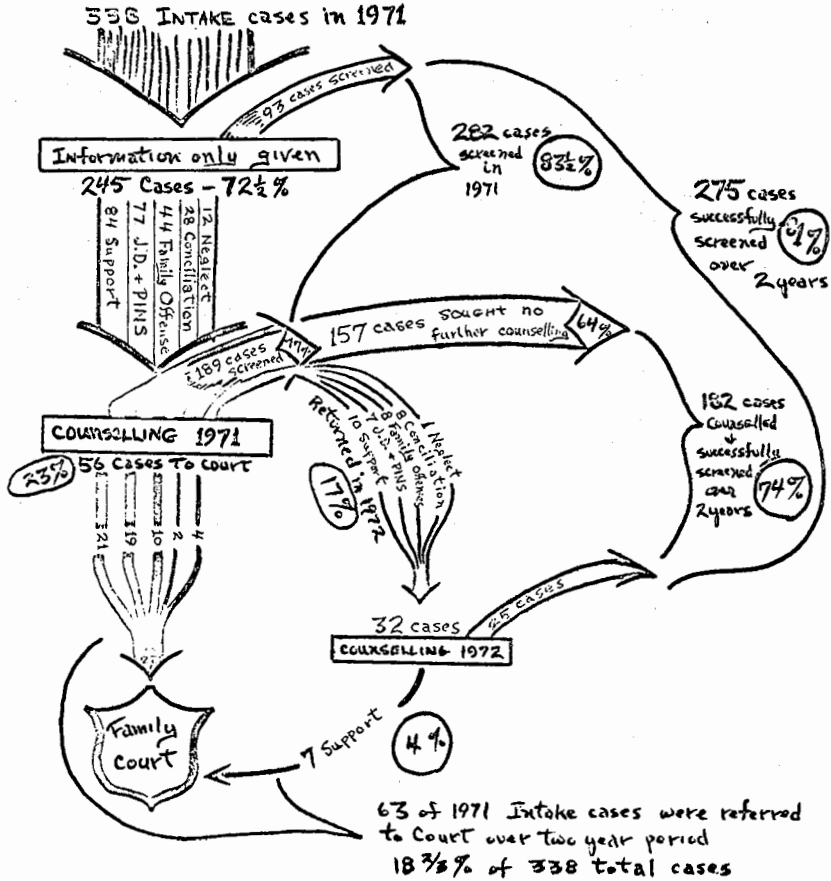 338 INTAKE cases in 1971
93 cases screened
Information only given
245 Cases - 72½%
84 Support
77 J.D. + PINS
44 Family Offense
28 Conciliation
12 Neglect
282 cases
screened
in
1971
83½%
275 cases
successfully
screened
over
2 years
189 cases
screened
77%
157 cases sought no
further counselling
64%
COUNSELLING 1971
56 Cases To Court
23%
21
19
10
2
4
Returned in 1972
17%
10 Support
7 J.D. + PINS
8 Family offenses
8 Conciliation
1 Neglect
182 cases
Counselled
+
successfully
screened
over
2 years
74%
32 cases
25 cases
COUNSELLING 1972
Family
Court
7 Support
4%
63 of 1971 Intake cases were referred
to Court over two year period
18 ⅔% of 338 total cases